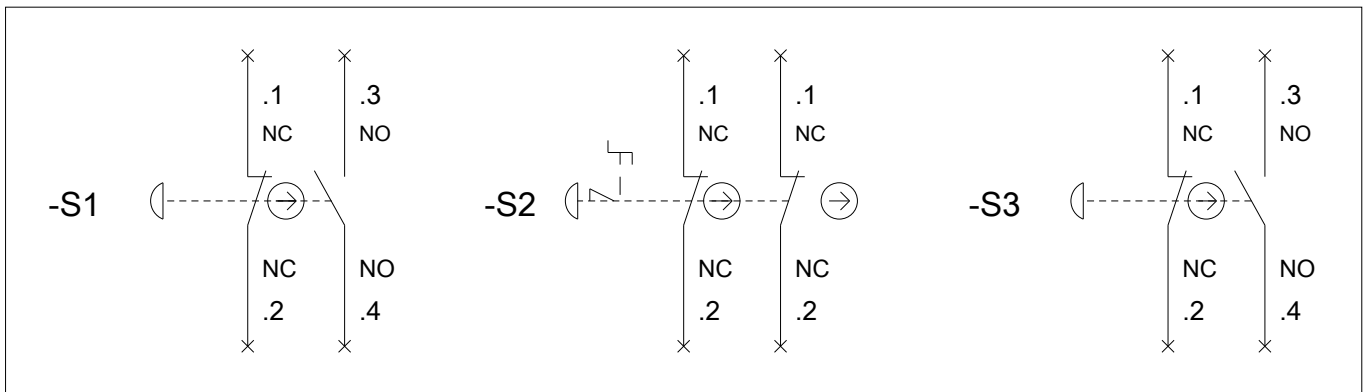 .1 .3 .1 .1 .1 .3
NC NO NC NC NC NO
-S1 -S2 -S3
NC NO NC NC NC NO
.2 .4 .2 .2 .2 .4